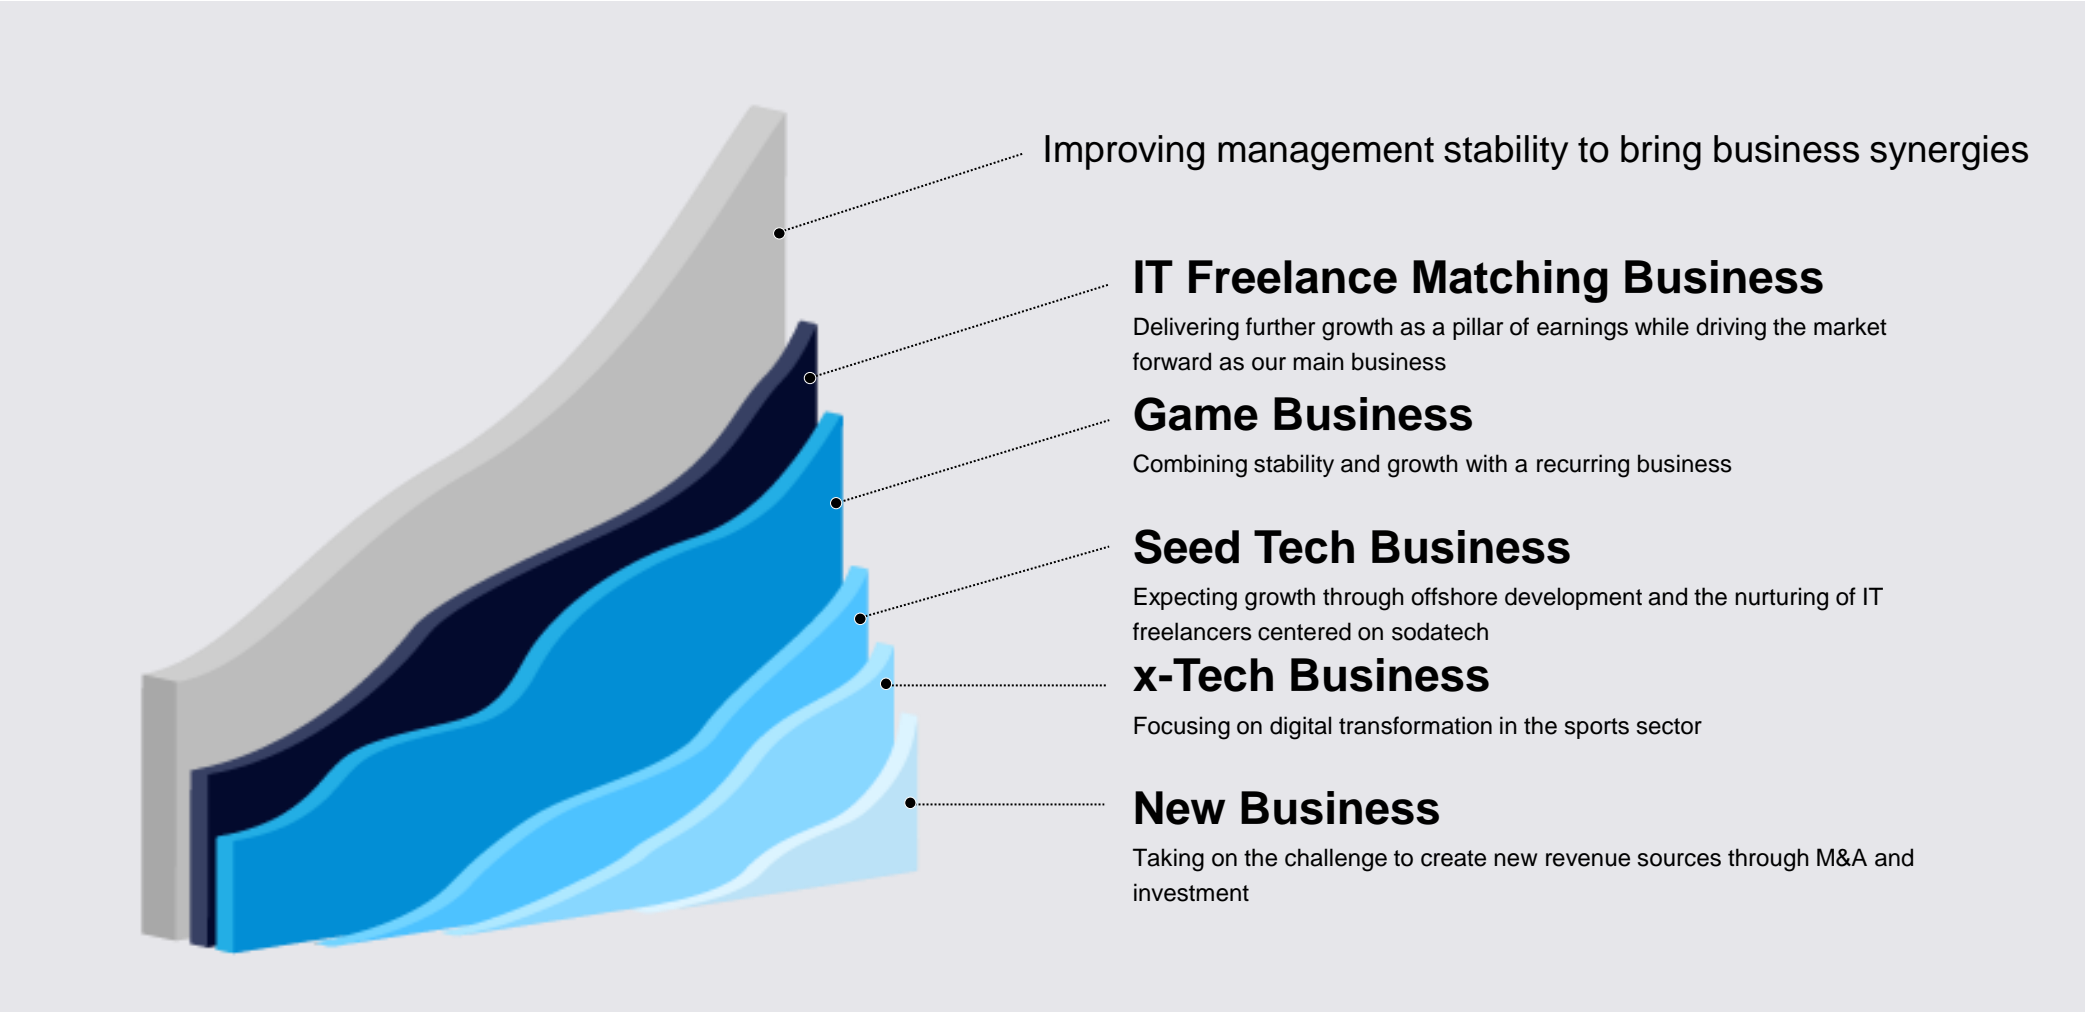 Improving management stability to bring business synergies
IT Freelance Matching Business
Delivering further growth as a pillar of earnings while driving the market
forward as our main business
Game Business
Combining stability and growth with a recurring business
Seed Tech Business
Expecting growth through offshore development and the nurturing of IT
freelancers centered on sodatech
x-Tech Business
Focusing on digital transformation in the sports sector
New Business
Taking on the challenge to create new revenue sources through M&A and
investment